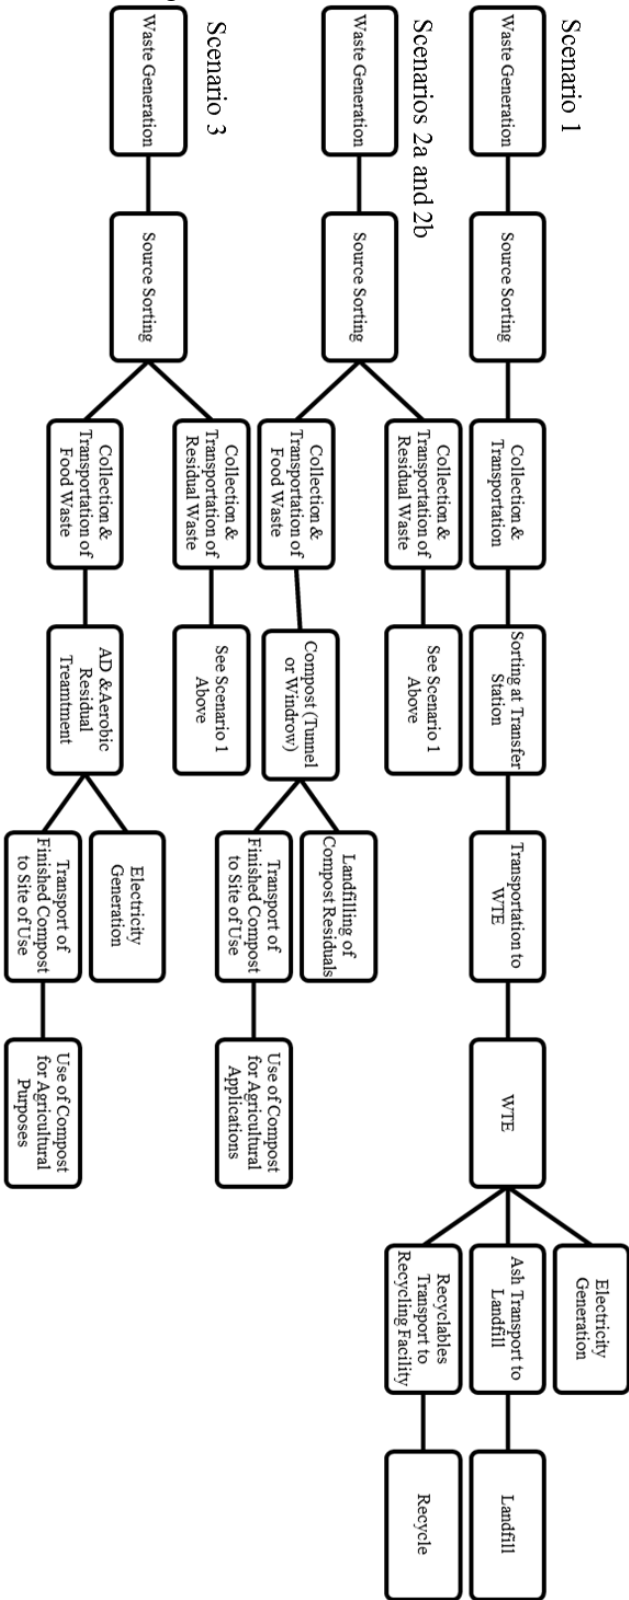 Scenario 1
Waste Generation
Source Sorting
Collection &
Transportation
Sorting at Transfer
Station
Transportation to
WTE
WTE
Electricity
Generation
Ash Transport to
Landfill
Landfill
Recyclables
Transport to
Recycling Facility
Recycle
Scenarios 2a and 2b
Waste Generation
Source Sorting
Collection &
Transportation of
Residual Waste
See Scenario 1
Above
Collection &
Transportation of
Food Waste
Compost (Tunnel
or Windrow)
Landfilling of
Compost Residuals
Transport of
Finished Compost
to Site of Use
Use of Compost
for Agricultural
Applications
Scenario 3
Waste Generation
Source Sorting
Collection &
Transportation of
Residual Waste
See Scenario 1
Above
Collection &
Transportation of
Food Waste
AD &Aerobic
Residual
Treamtment
Electricity
Generation
Transport of
Finished Compost
to Site of Use
Use of Compost
for Agricultural
Purposes